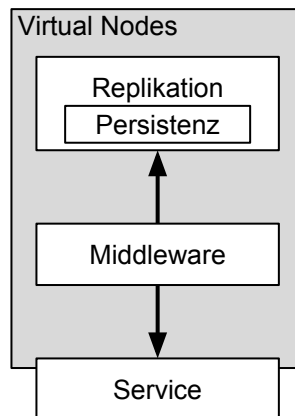 Virtual Nodes
Replikation
Persistenz
Middleware
Service